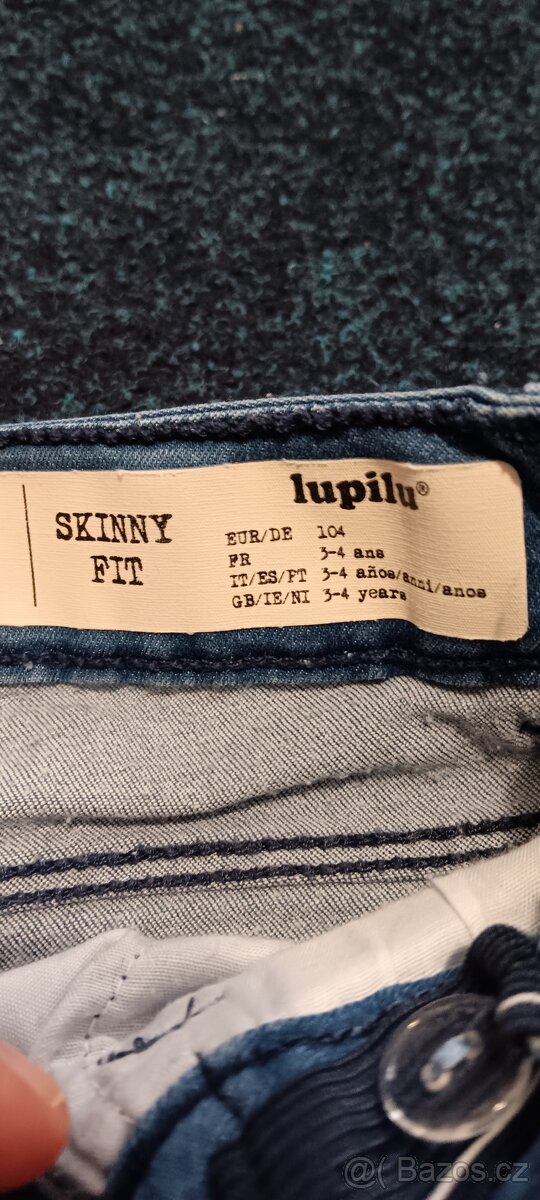 SKINNY
FIT
lupilu®
EUR/DE 104
FR 3-4 ans
IT/ES/PT 3-4 años/anni/anos
GB/IE/NI 3-4 years
@ Bazos.cz